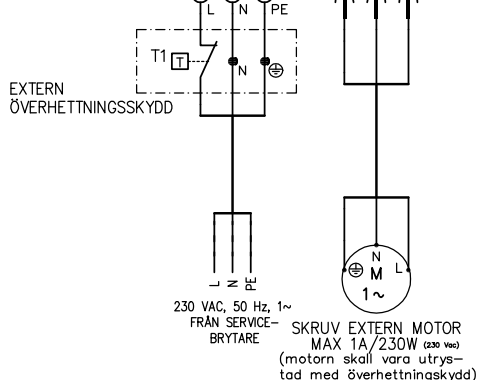 L N PE
T1 T
N
EXTERN
ÖVERHETTNINGSSKYDD
L N PE
230 VAC, 50 Hz, 1~
FRÅN SERVICE-
BRYTARE
N
M L
1~
SKRUV EXTERN MOTOR
MAX 1A/230W (230 Vac)
(motorn skall vara utrys-
tad med överhettningskydd)